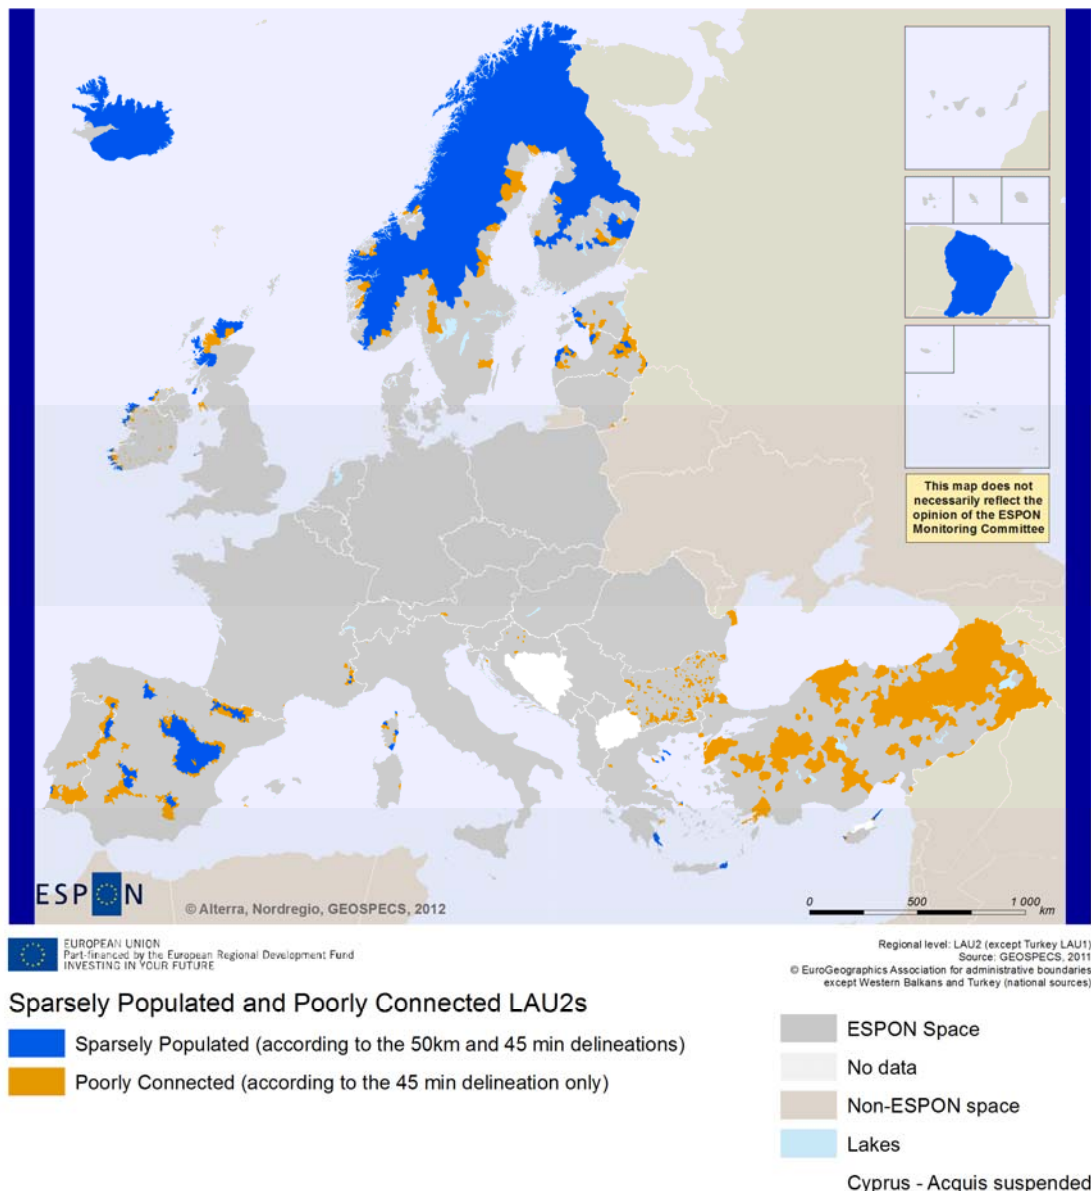 This map does not
necessarily reflect the
opinion of the ESPON
Monitoring Committee
ESPON
© Alterra, Nordregio, GEOSPECS, 2012
0 500 1 000
km
EUROPEAN UNION
Part-financed by the European Regional Development Fund
INVESTING IN YOUR FUTURE
Regional level: LAU2 (except Turkey LAU1)
Source: GEOSPECS, 2011
© EuroGeographics Association for administrative boundaries
except Western Balkans and Turkey (national sources)
Sparsely Populated and Poorly Connected LAU2s
Sparsely Populated (according to the 50km and 45 min delineations)
Poorly Connected (according to the 45 min delineation only)
ESPON Space
No data
Non-ESPON space
Lakes
Cyprus - Acquis suspended